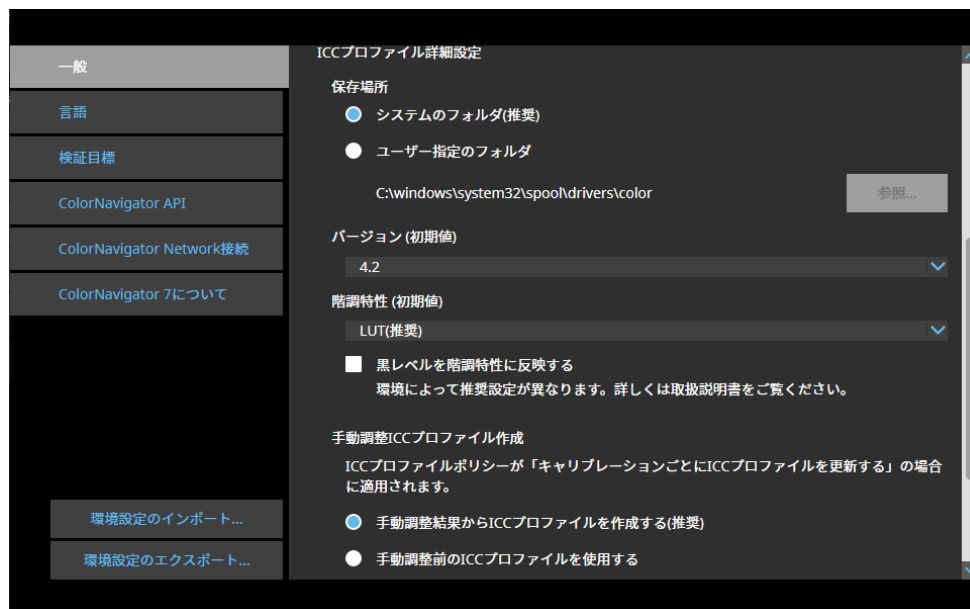 一般
言語
検証目標
ColorNavigator API
ColorNavigator Network接続
ColorNavigator 7について
環境設定のインポート...
環境設定のエクスポート...
ICCプロファイル詳細設定
保存場所
システムのフォルダ(推奨)
ユーザー指定のフォルダ
C:\windows\system32\spool\drivers\color
参照...
バージョン (初期値)
4.2
階調特性 (初期値)
LUT(推奨)
黒レベルを階調特性に反映する
環境によって推奨設定が異なります。詳しくは取扱説明書をご覧ください。
手動調整ICCプロファイル作成
ICCプロファイルポリシーが「キャリブレーションごとにICCプロファイルを更新する」の場合
に適用されます。
手動調整結果からICCプロファイルを作成する(推奨)
手動調整前のICCプロファイルを使用する